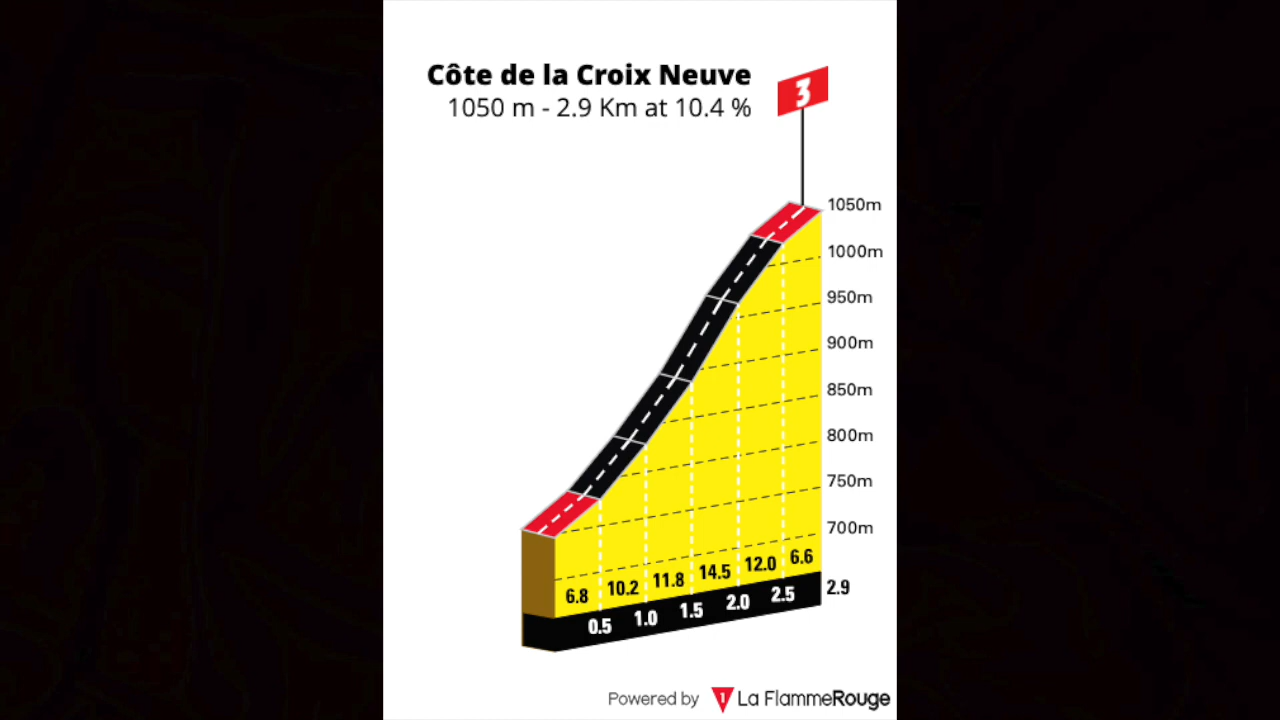 Côte de la Croix Neuve
1050 m - 2.9 Km at 10.4 %
3
1050m
1000m
950m
900m
850m
800m
750m
700m
6.8 10.2 11.8 14.5 12.0 6.6
0.5 1.0 1.5 2.0 2.5 2.9
Powered by 1 La FlammeRouge